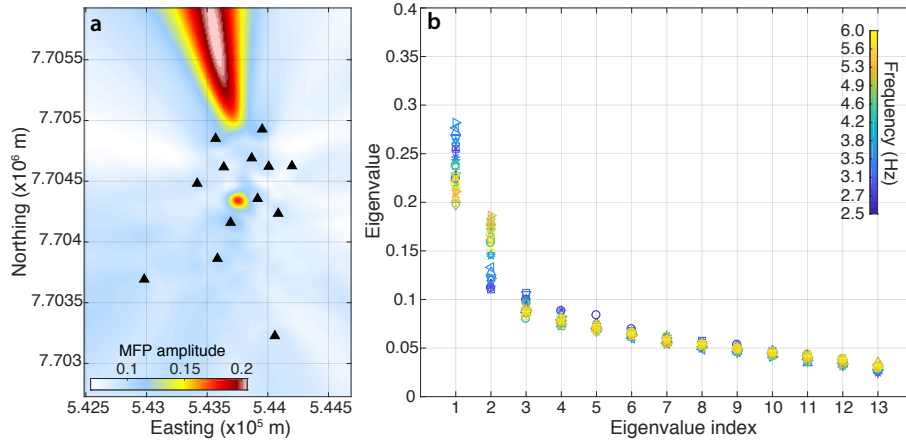 a
7.7055
7.705
7.7045
7.704
7.7035
7.703
Northing (x10⁶ m)
MFP amplitude
0.1 0.15 0.2
5.425 5.43 5.435 5.44 5.445
Easting (x10⁵ m)
b
0.4
0.35
0.3
0.25
0.2
0.15
0.1
0.05
0
Eigenvalue
1 2 3 4 5 6 7 8 9 10 11 12 13
Eigenvalue index
6.0
5.3
4.9
4.6
3.8
3.5
3.1
2.7
2.5
Frequency (Hz)